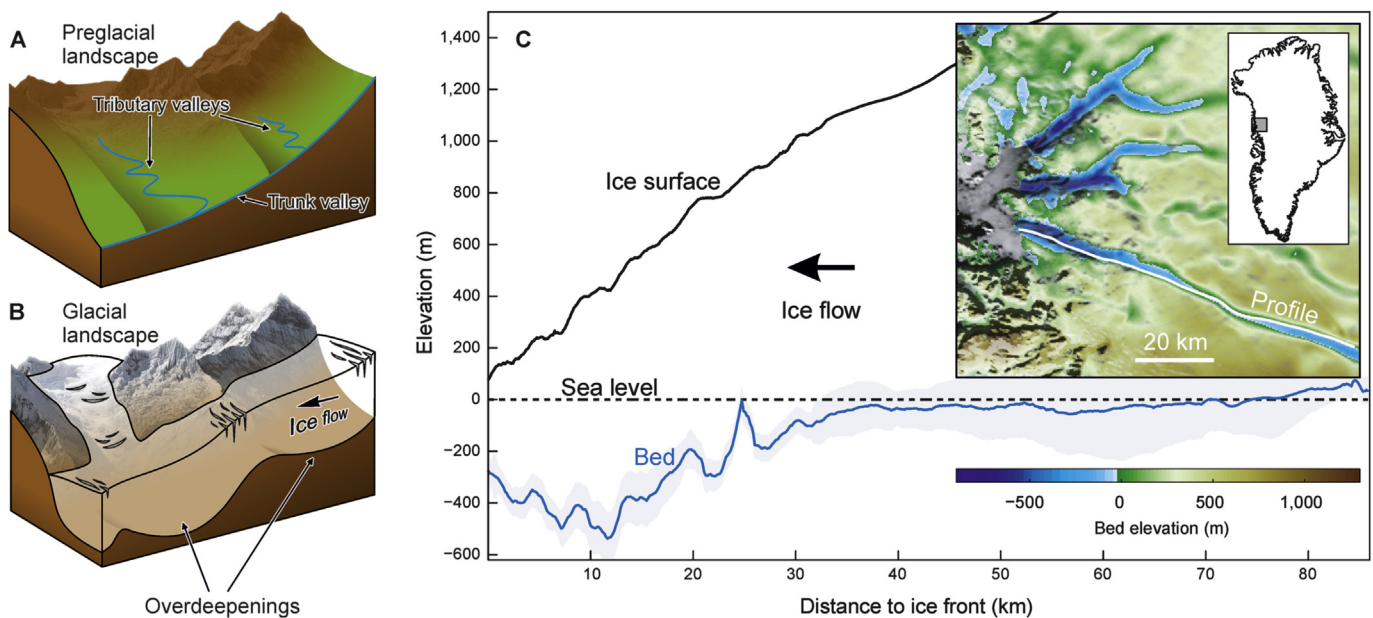 A
Preglacial
landscape
Tributary valleys
Trunk valley
B
Glacial
landscape
Ice flow
Overdeepenings
C
Elevation (m)
1,400
1,200
1,000
800
600
400
200
0
−200
−400
−600
Ice surface
Ice flow
Sea level
Bed
Profile
20 km
−500
0
500
1,000
Bed elevation (m)
10
20
30
40
50
60
70
80
Distance to ice front (km)